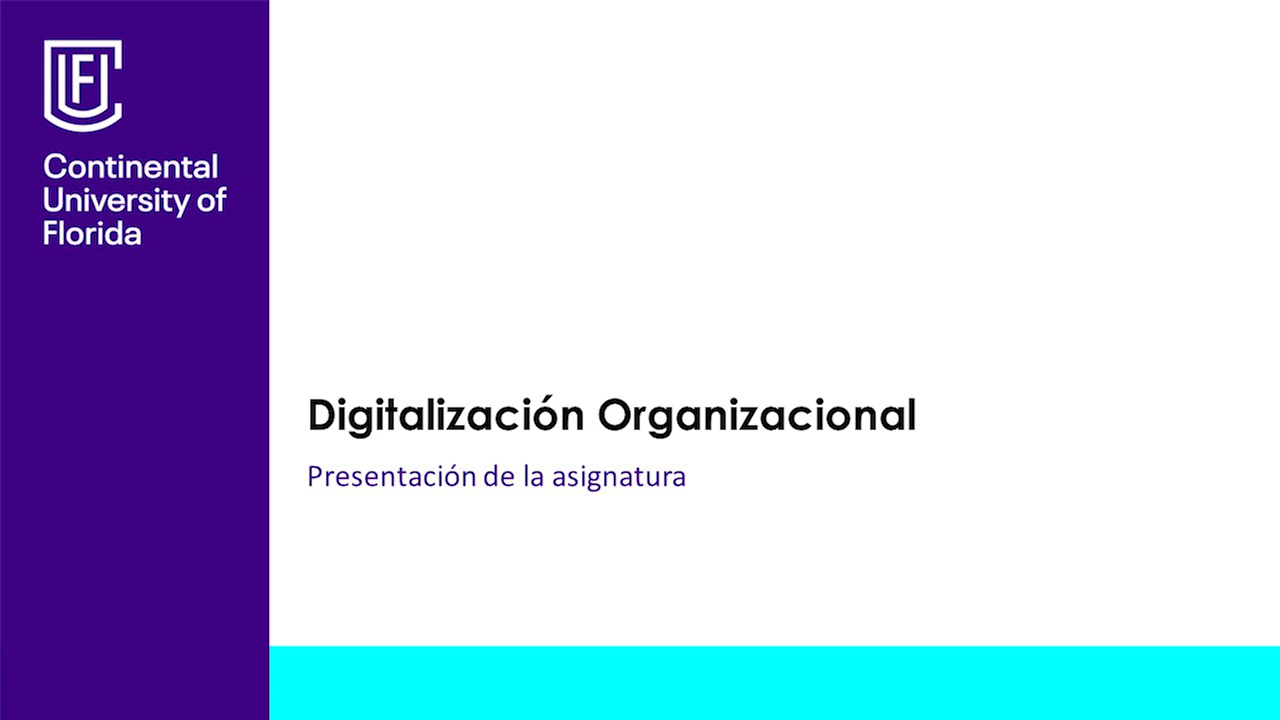 Continental
University of
Florida
Digitalización Organizacional
Presentación de la asignatura